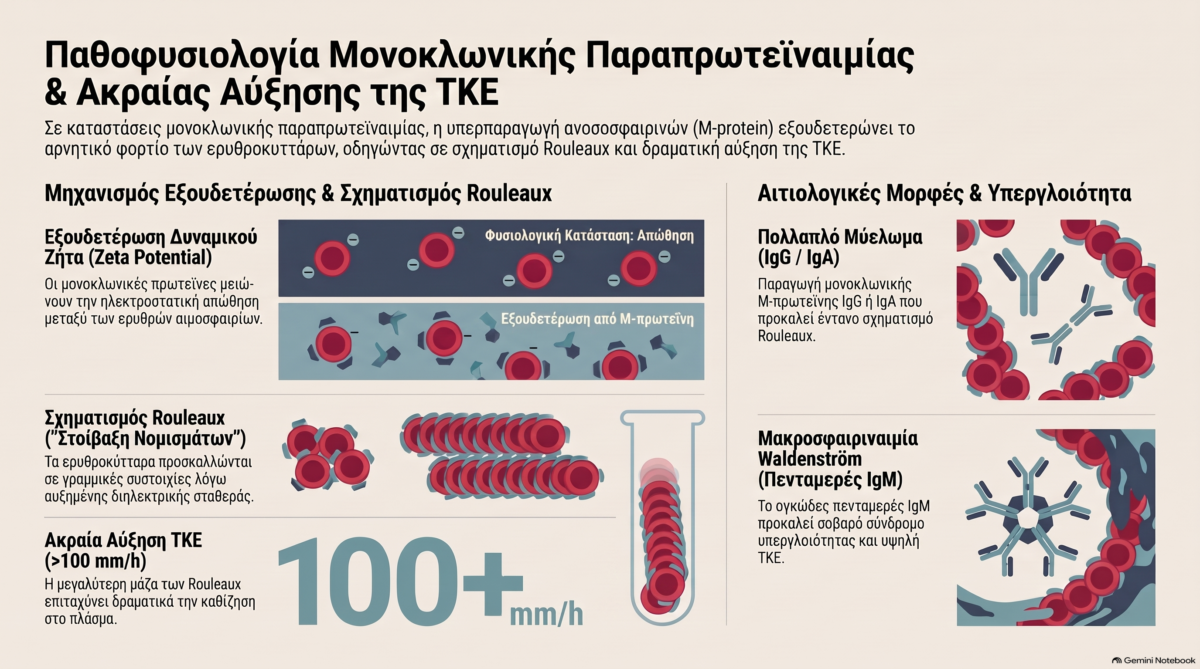 Παθοφυσιολογία Μονοκλωνικής Παραπρωτεϊναιμίας
& Ακραίας Αύξησης της ΤΚΕ
Σε καταστάσεις μονοκλωνικής παραπρωτεϊναιμίας, η υπερπαραγωγή ανοσοσφαιρινών (M-protein) εξουδετερώνει το
αρνητικό φορτίο των ερυθροκυττάρων, οδηγώντας σε σχηματισμό Rouleaux και δραματική αύξηση της ΤΚΕ.
Μηχανισμός Εξουδετέρωσης & Σχηματισμός Rouleaux
Εξουδετέρωση Δυναμικού
Ζήτα (Zeta Potential)
Οι μονοκλωνικές πρωτεΐνες μειώ-
νουν την ηλεκτροστατική απώθηση
μεταξύ των ερυθρών αιμοσφαιρίων.
Φυσιολογική Κατάσταση: Απώθηση
Εξουδετέρωση από Μ-πρωτεΐνη
Σχηματισμός Rouleaux
("Στοίβαξη Νομισμάτων")
Τα ερυθροκύτταρα προσκαλλώνται
σε γραμμικές συστοιχίες λόγω
αυξημένης διηλεκτρικής σταθεράς.
Ακραία Αύξηση ΤΚΕ
(>100 mm/h)
Η μεγαλύτερη μάζα των Rouleaux
επιταχύνει δραματικά την καθίζηση
στο πλάσμα.
100+ mm/h
Αιτιολογικές Μορφές & Υπεργλοιότητα
Πολλαπλό Μύελωμα
(IgG / IgA)
Παραγωγή μονοκλωνικής
Μ-πρωτεΐνης IgG ή IgA που
προκαλεί έντανο σχηματισμό
Rouleaux.
Μακροσφαιριναιμία
Waldenström
(Πενταμερές IgM)
Το ογκώδες πενταμερές IgM
προκαλεί σοβαρό σύνδρομο
υπεργλοιότητας και υψηλή
ΤΚΕ.
Gemini Notebook